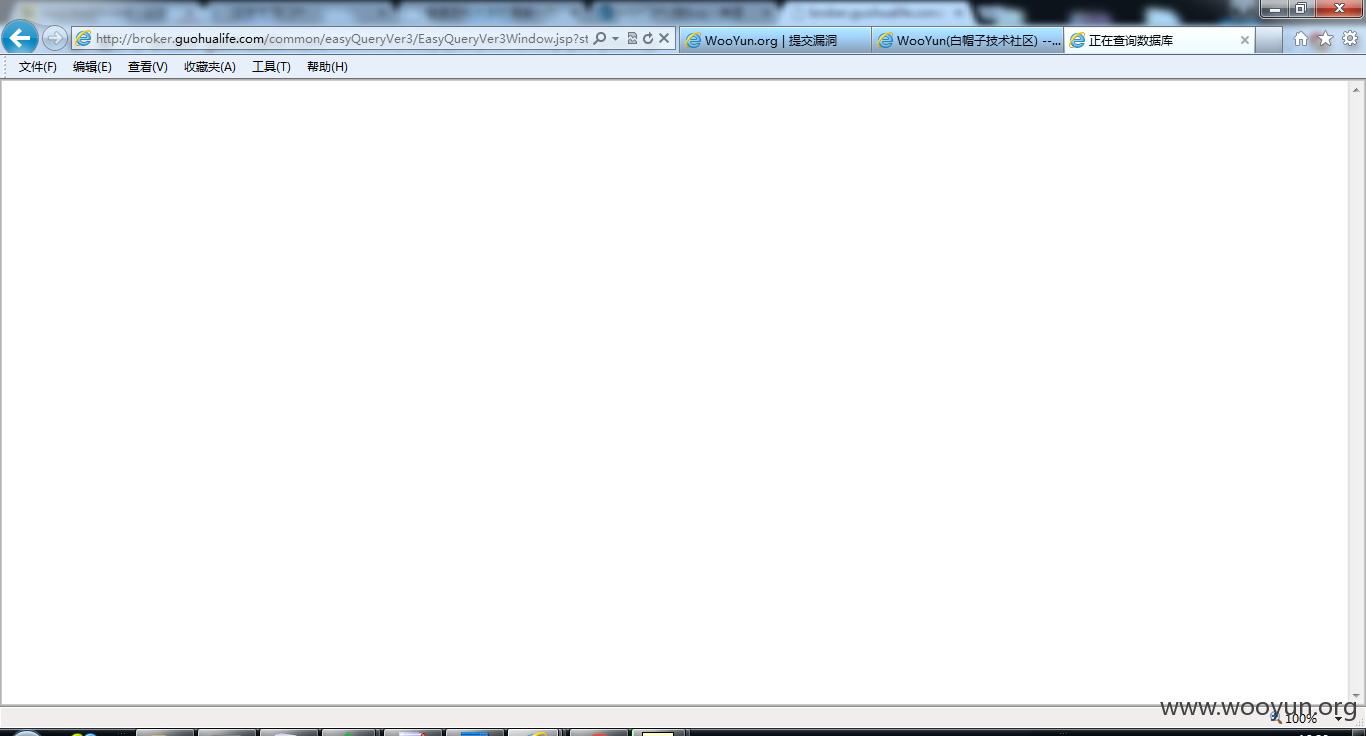 http://broker.guohualife.com/common/easyQueryVer3/EasyQueryVer3Window.jsp?st
WooYun.org | 提交漏洞
WooYun(白帽子技术社区) --...
正在查询数据库
文件(F) 编辑(E) 查看(V) 收藏夹(A) 工具(T) 帮助(H)
www.wooyun.org
100%